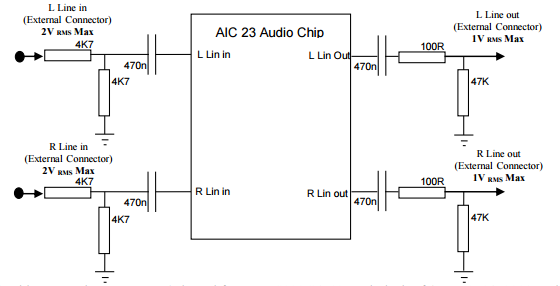 L Line in
(External Connector)
2V RMS Max
4K7
470n
4K7
AIC 23 Audio Chip
L Lin in
L Lin Out
L Line out
(External Connector)
1V RMS Max
100R
470n
47K
R Line in
(External Connector)
2V RMS Max
4K7
470n
4K7
R Lin in
R Lin out
R Line out
(External Connector)
1V RMS Max
100R
470n
47K